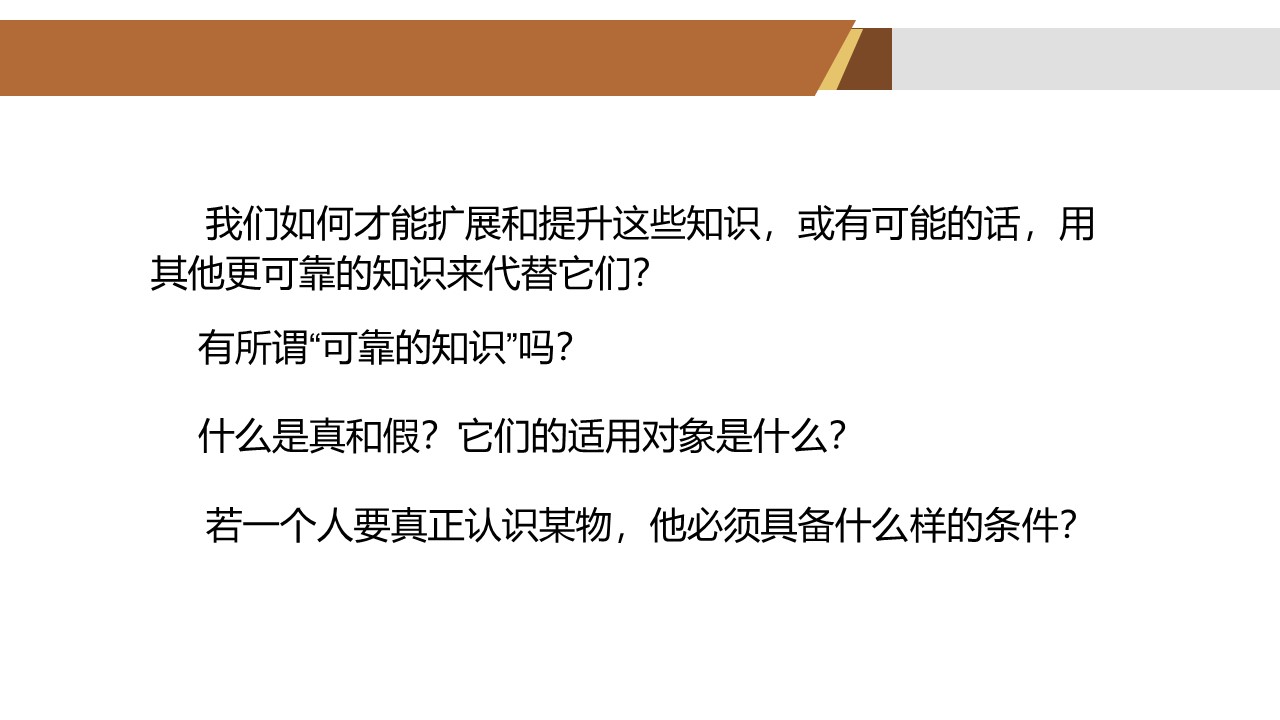 我们如何才能扩展和提升这些知识，或有可能的话，用
其他更可靠的知识来代替它们？
有所谓“可靠的知识”吗？
什么是真和假？它们的适用对象是什么？
若一个人要真正认识某物，他必须具备什么样的条件？